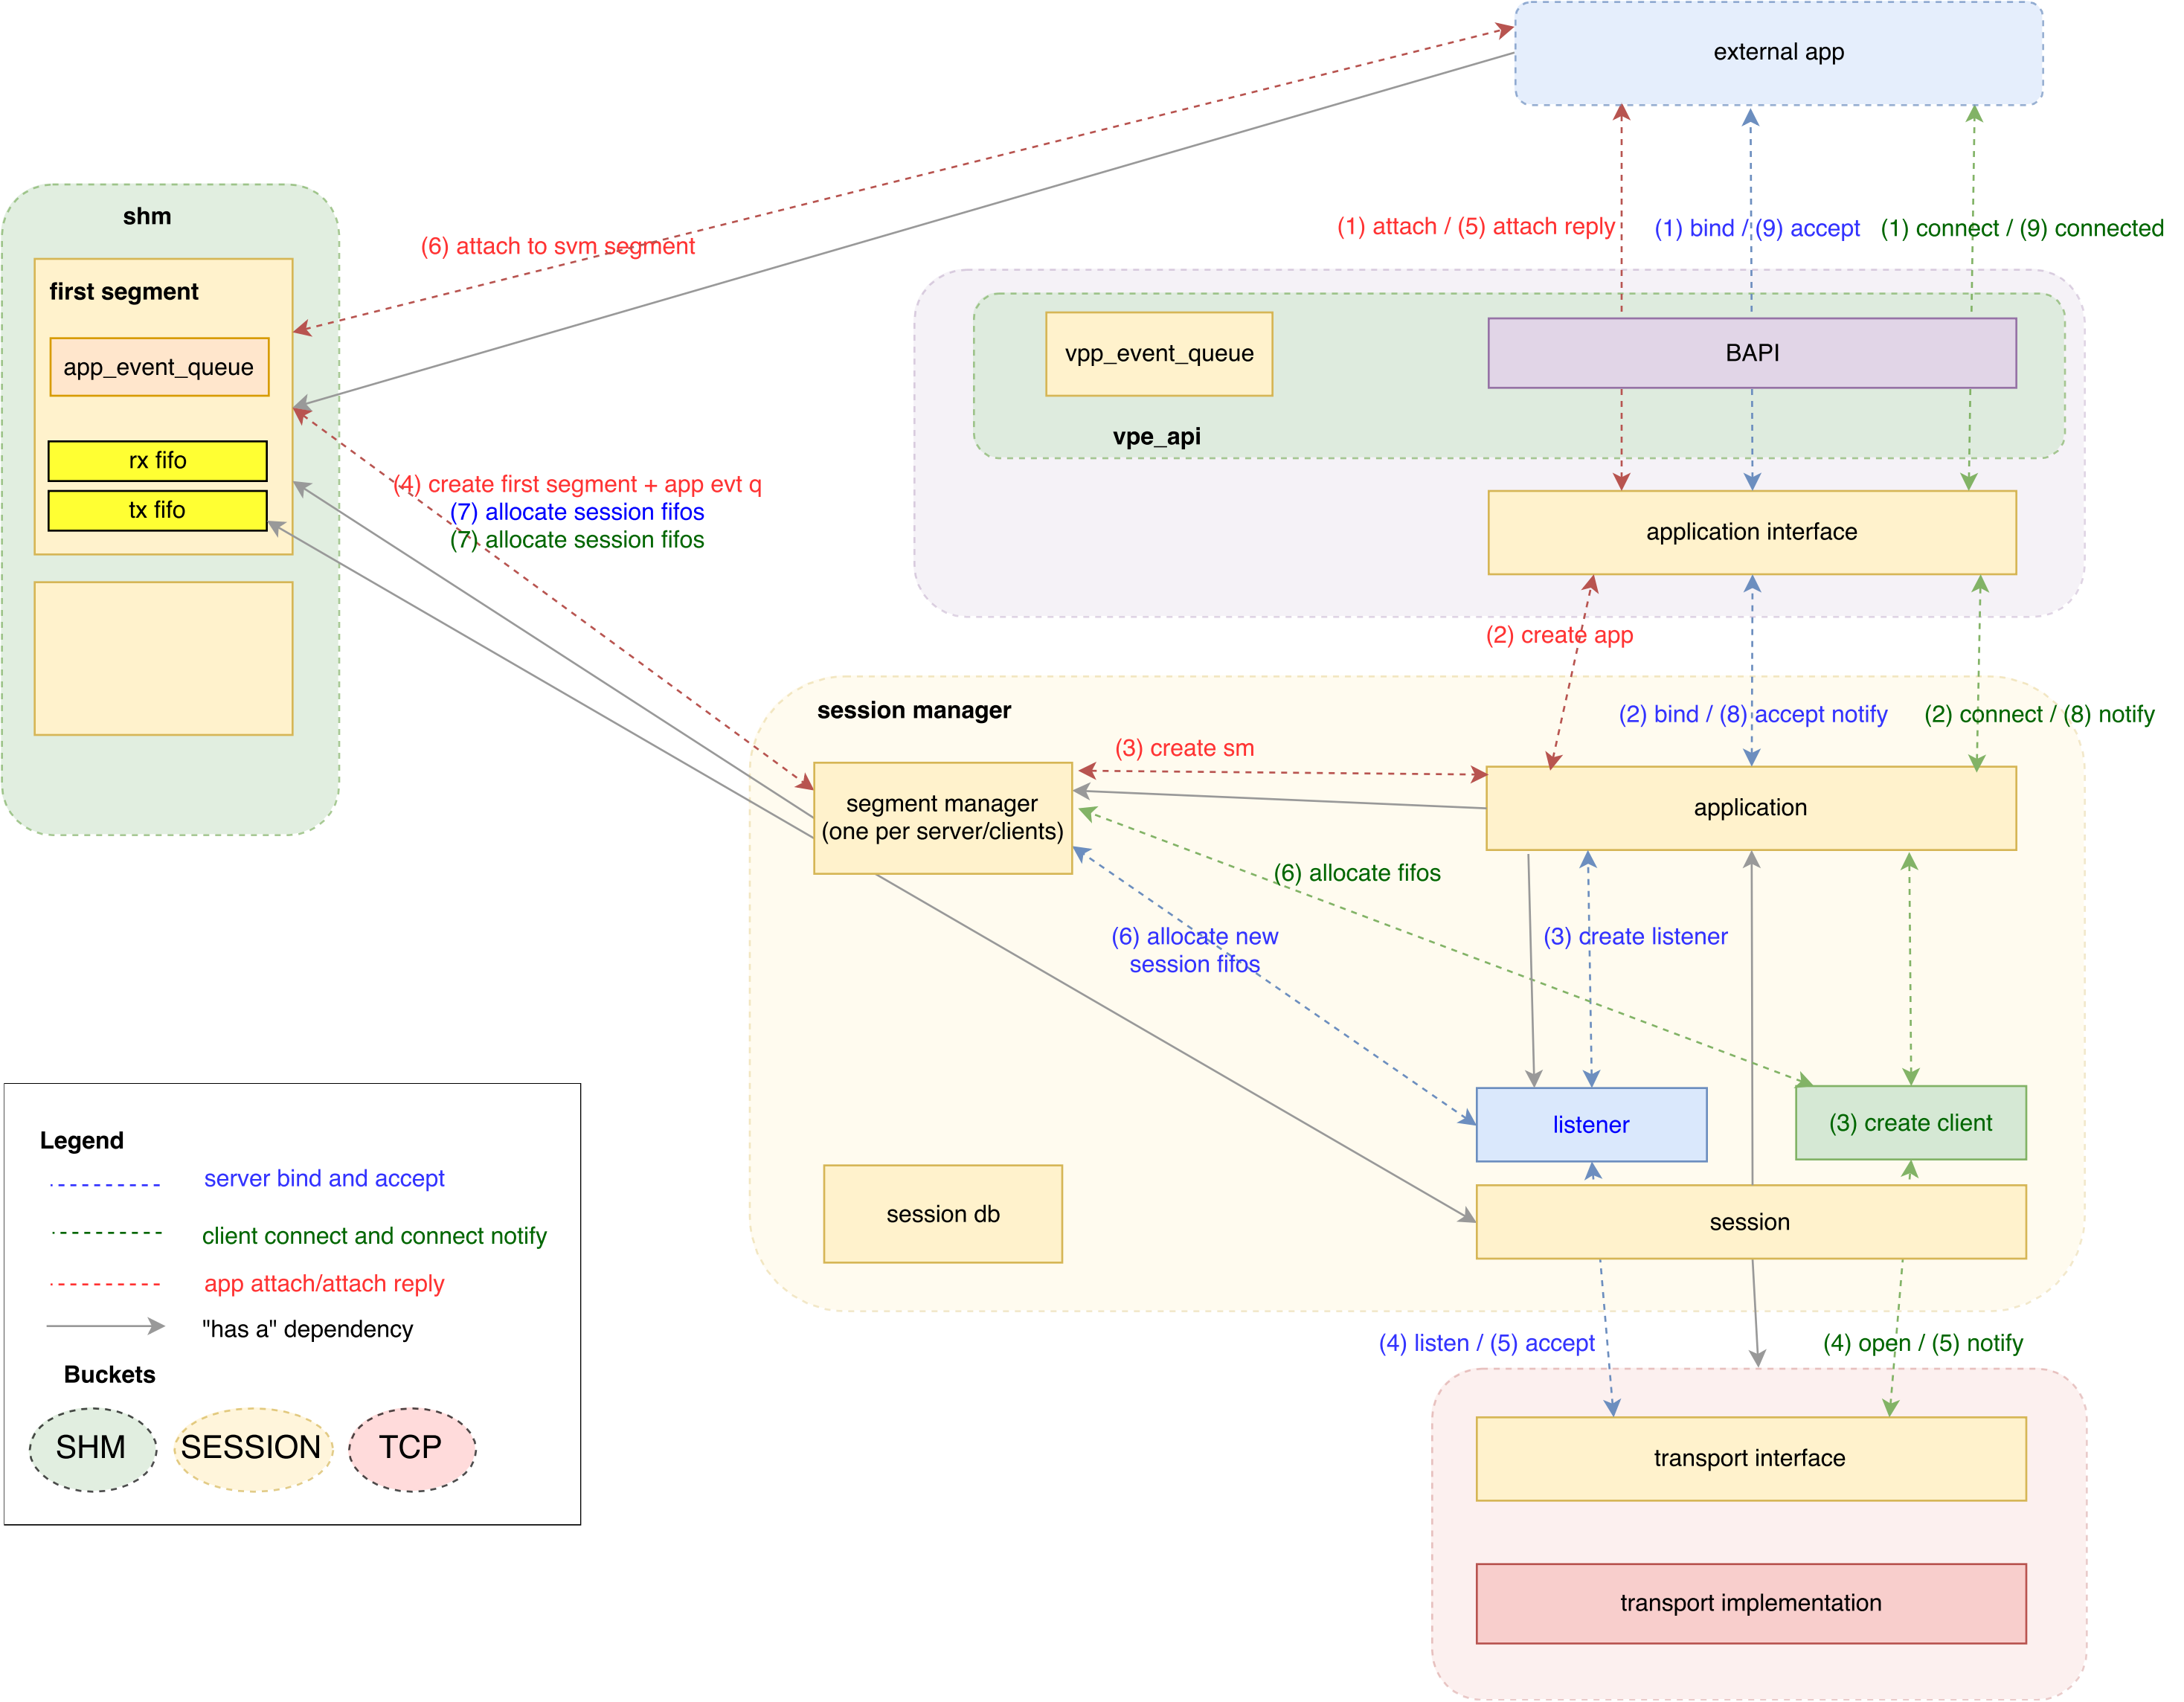 external app
shm
(6) attach to svm segment
(1) attach / (5) attach reply
(1) bind / (9) accept
(1) connect / (9) connected
first segment
app_event_queue
vpp_event_queue
BAPI
vpe_api
rx fifo
tx fifo
(4) create first segment + app evt q
(7) allocate session fifos
(7) allocate session fifos
application interface
(2) create app
session manager
(2) bind / (8) accept notify
(2) connect / (8) notify
(3) create sm
segment manager
(one per server/clients)
application
(6) allocate fifos
(6) allocate new
session fifos
(3) create listener
listener
(3) create client
session db
session
(4) listen / (5) accept
(4) open / (5) notify
transport interface
transport implementation
Legend
server bind and accept
client connect and connect notify
app attach/attach reply
"has a" dependency
Buckets
SHM
SESSION
TCP